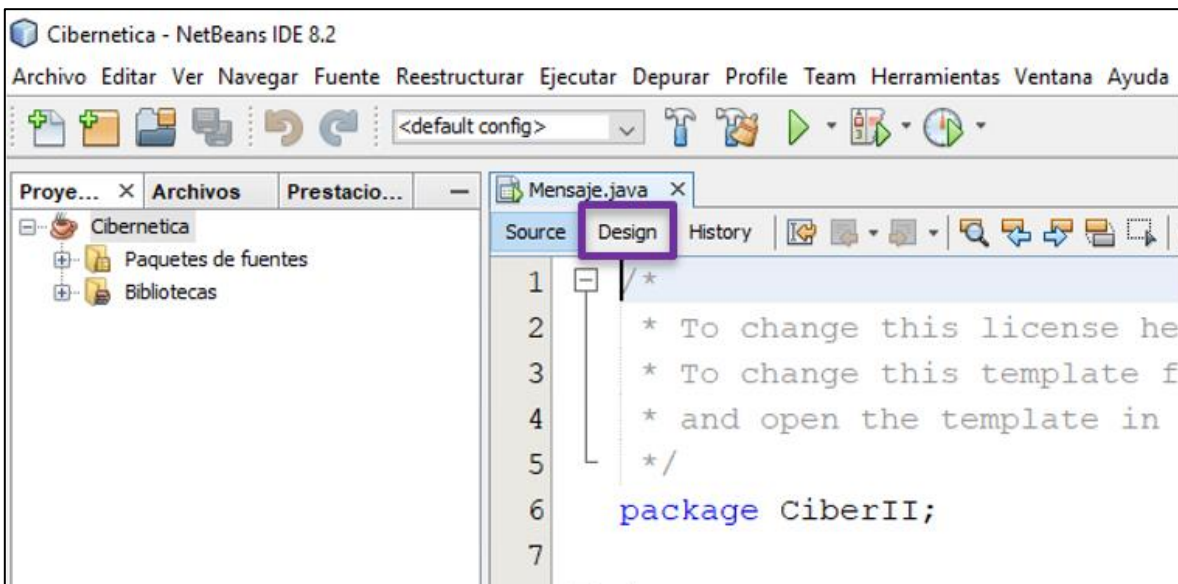 Cibernetica - NetBeans IDE 8.2
Archivo Editar Ver Navegar Fuente Reestructurar Ejecutar Depurar Profile Team Herramientas Ventana Ayuda
<default config>
Proye... Archivos Prestacio...
Mensaje.java
Cibernetica
Paquetes de fuentes
Bibliotecas
Source Design History
1 /*
2 * To change this license he
3 * To change this template f
4 * and open the template in
5 */
6 package CiberII;
7